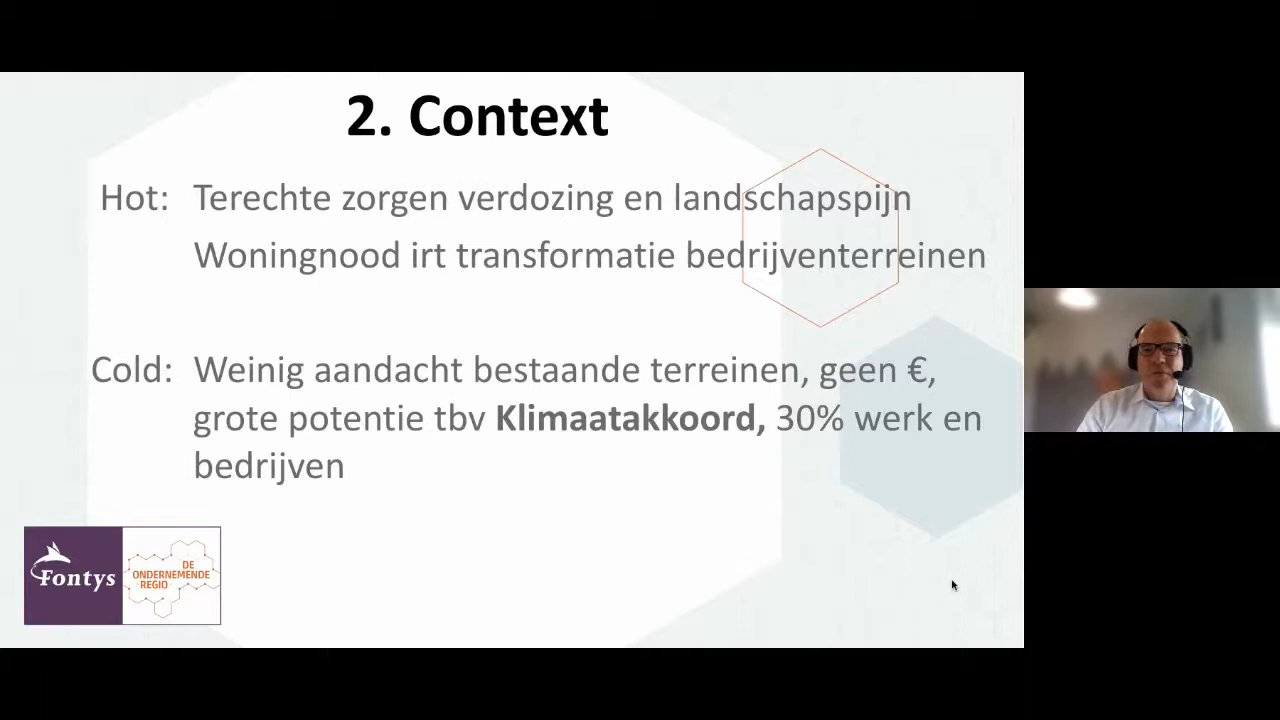 2. Context
Hot: Terechte zorgen verdozing en landschapspijn
Woningnood irt transformatie bedrijventerreinen
Cold: Weinig aandacht bestaande terreinen, geen €,
grote potentie tbv Klimaatakkoord, 30% werk en
bedrijven
Fontys
DE
ONDERNEMENDE
REGIO